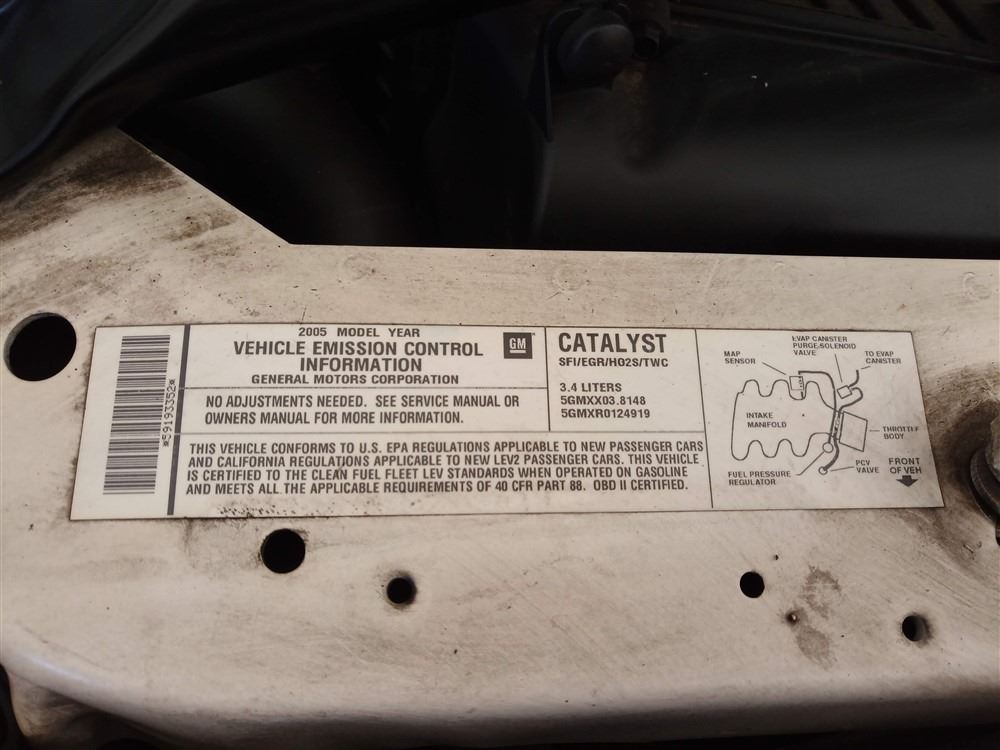 *59193352*
2005 MODEL YEAR
VEHICLE EMISSION CONTROL
INFORMATION
GENERAL MOTORS CORPORATION
GM
NO ADJUSTMENTS NEEDED. SEE SERVICE MANUAL OR
OWNERS MANUAL FOR MORE INFORMATION.
CATALYST
SFI/EGR/HO2S/TWC
3.4 LITERS
5GMXX03.8148
5GMXR0124919
THIS VEHICLE CONFORMS TO U.S. EPA REGULATIONS APPLICABLE TO NEW PASSENGER CARS
AND CALIFORNIA REGULATIONS APPLICABLE TO NEW LEV2 PASSENGER CARS. THIS VEHICLE
IS CERTIFIED TO THE CLEAN FUEL FLEET LEV STANDARDS WHEN OPERATED ON GASOLINE
AND MEETS ALL THE APPLICABLE REQUIREMENTS OF 40 CFR PART 88. OBD II CERTIFIED.
MAP
SENSOR
EVAP CANISTER
PURGE SOLENOID
VALVE
TO EVAP
CANISTER
INTAKE
MANIFOLD
THROTTLE
BODY
FUEL PRESSURE
REGULATOR
PCV
VALVE
FRONT
OF VEH